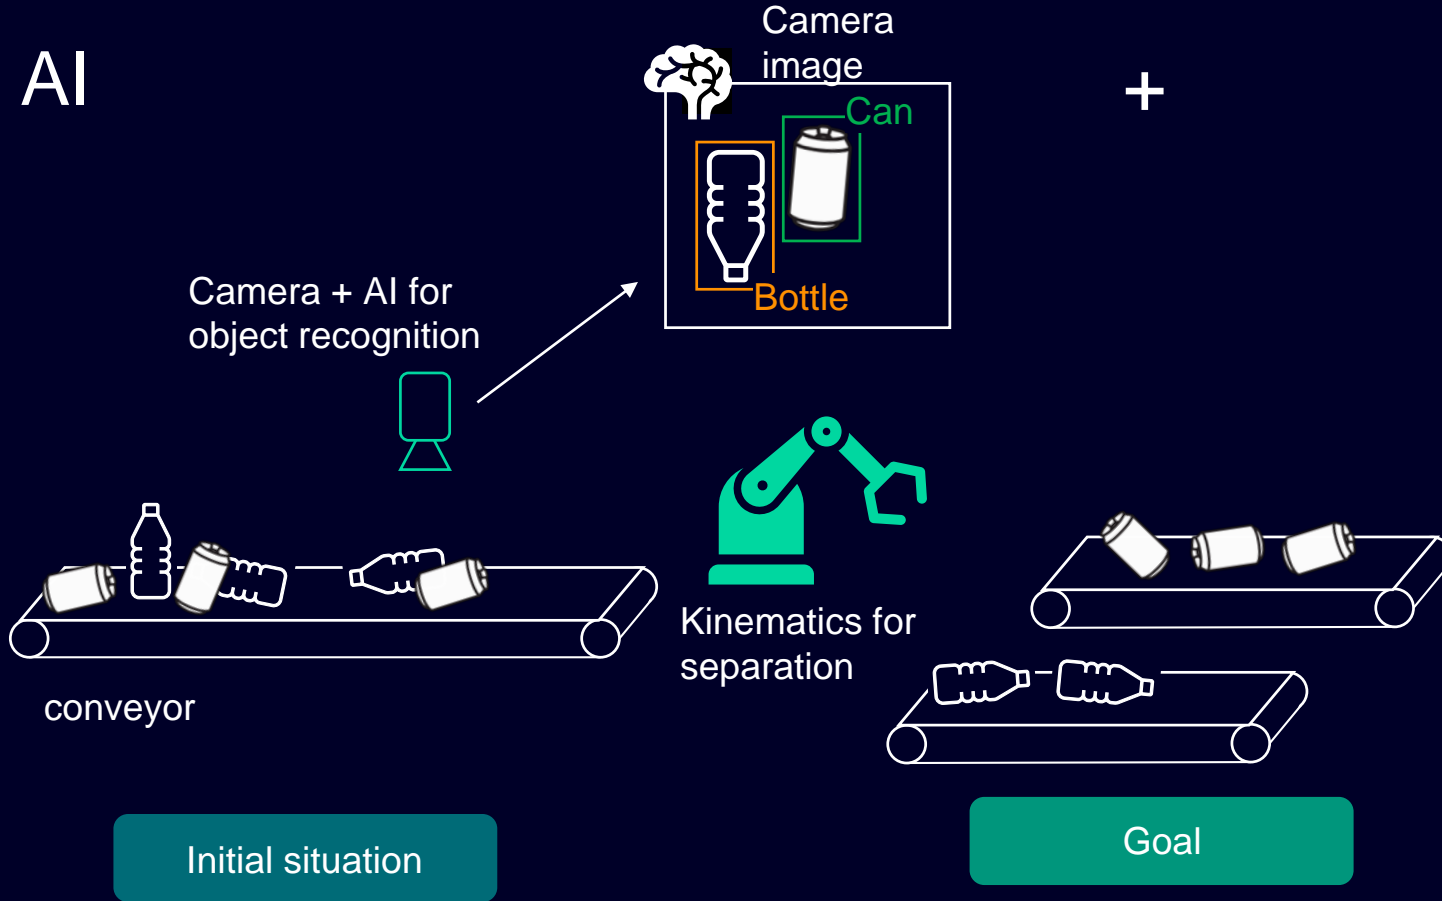 AI
Camera
image
+
Can
Bottle
Camera + AI for
object recognition
Kinematics for
separation
conveyor
Initial situation
Goal